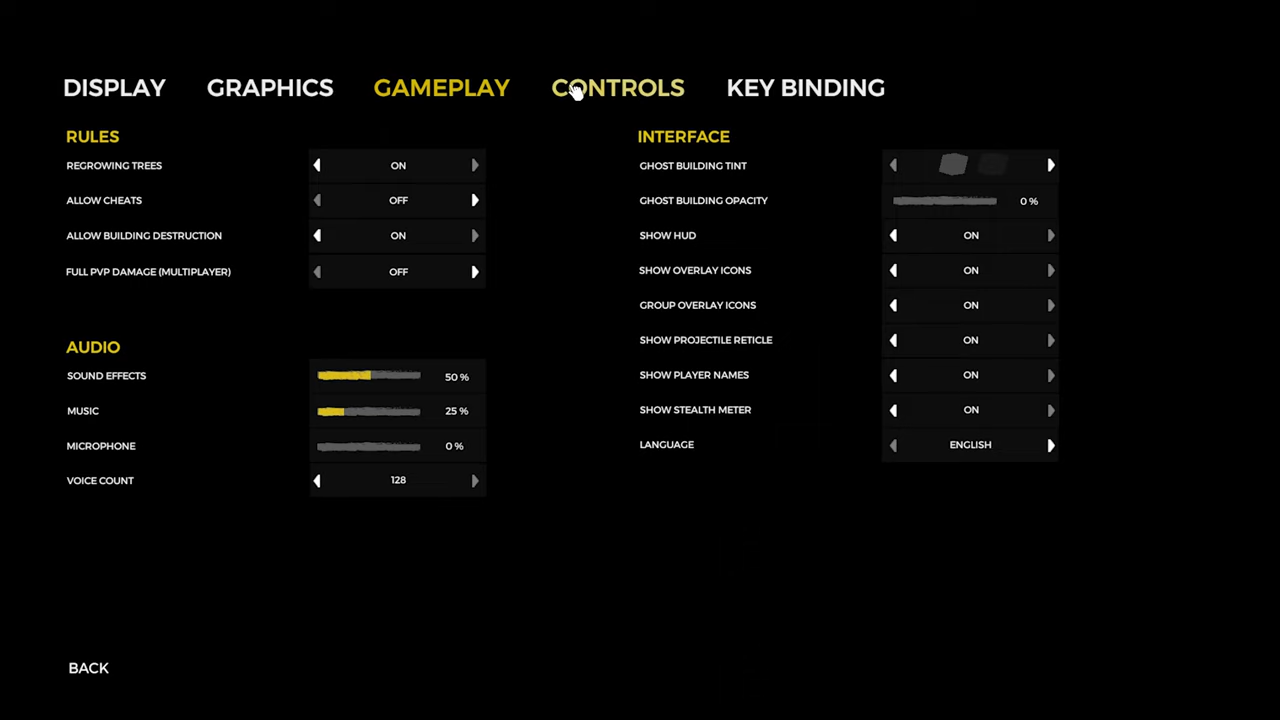 DISPLAY GRAPHICS GAMEPLAY CONTROLS KEY BINDING
RULES
REGROWING TREES ON
ALLOW CHEATS OFF
ALLOW BUILDING DESTRUCTION ON
FULL PVP DAMAGE (MULTIPLAYER) OFF
AUDIO
SOUND EFFECTS 50 %
MUSIC 25 %
MICROPHONE 0 %
VOICE COUNT 128
INTERFACE
GHOST BUILDING TINT
GHOST BUILDING OPACITY 0 %
SHOW HUD ON
SHOW OVERLAY ICONS ON
GROUP OVERLAY ICONS ON
SHOW PROJECTILE RETICLE ON
SHOW PLAYER NAMES ON
SHOW STEALTH METER ON
LANGUAGE ENGLISH
BACK